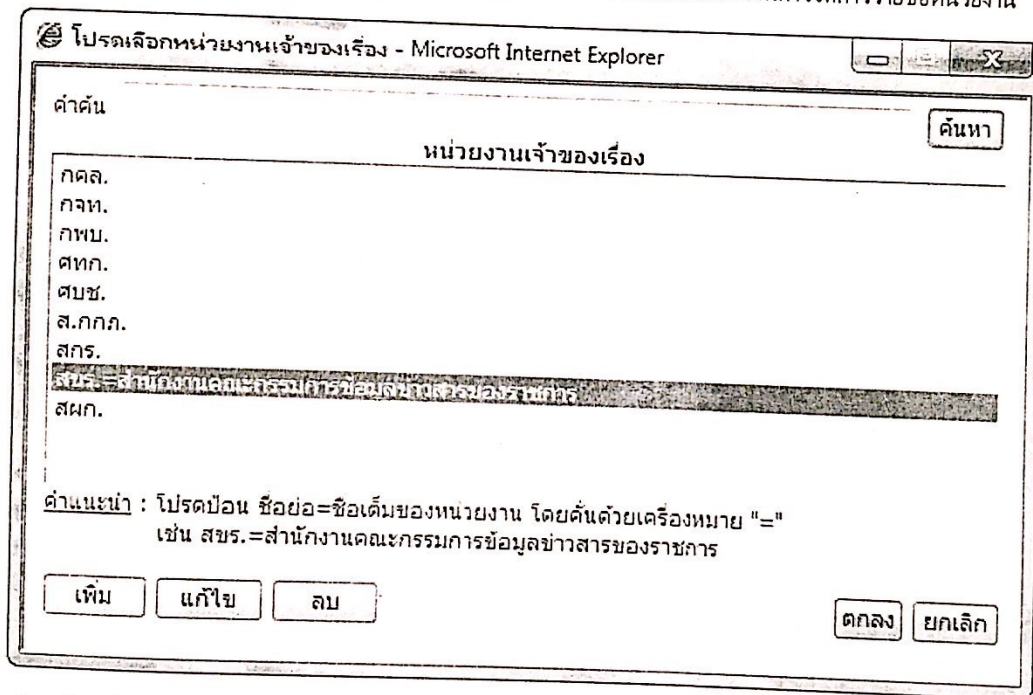 โปรดเลือกหน่วยงานเจ้าของเรื่อง - Microsoft Internet Explorer
คำค้น
ค้นหา
หน่วยงานเจ้าของเรื่อง
กคล.
กจท.
กพบ.
ศทก.
ศบช.
ส.กกภ.
สกร.
สขร.=สำนักงานคณะกรรมการข้อมูลข่าวสารของราชการ
สผก.
คำแนะนำ : โปรดป้อน ชื่อย่อ=ชื่อเต็มของหน่วยงาน โดยคั่นด้วยเครื่องหมาย "="
เช่น สขร.=สำนักงานคณะกรรมการข้อมูลข่าวสารของราชการ
เพิ่ม แก้ไข ลบ
ตกลง ยกเลิก